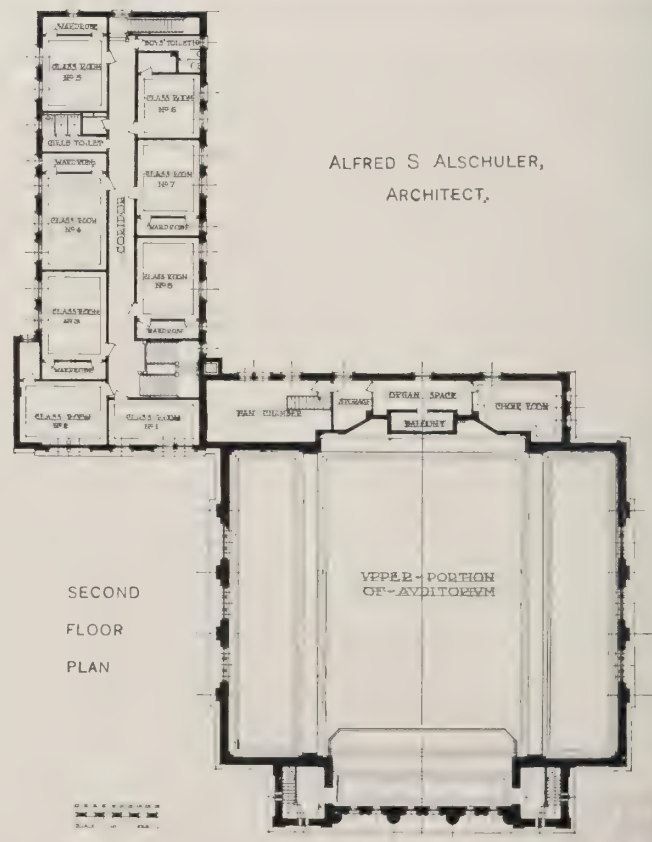 WARDROBE
BOYS' TOILET
CLASS ROOM
Nº 5
CLASS ROOM
Nº 6
GIRLS TOILET
WARDROBE
CLASS ROOM
Nº 7
WARDROBE
CLASS ROOM
Nº 4
CORIDOR
CLASS ROOM
Nº 8
WARDROBE
CLASS ROOM
Nº 3
WARDROBE
CLASS ROOM
Nº 2
CLASS ROOM
Nº 1
ALFRED S ALSCHULER,
ARCHITECT.
FAN CHAMBER
STORAGE
ORGAN SPACE
BALCONY
CHOIR ROOM
UPPER-PORTION
OF-AVDITORIVM
SECOND
FLOOR
PLAN